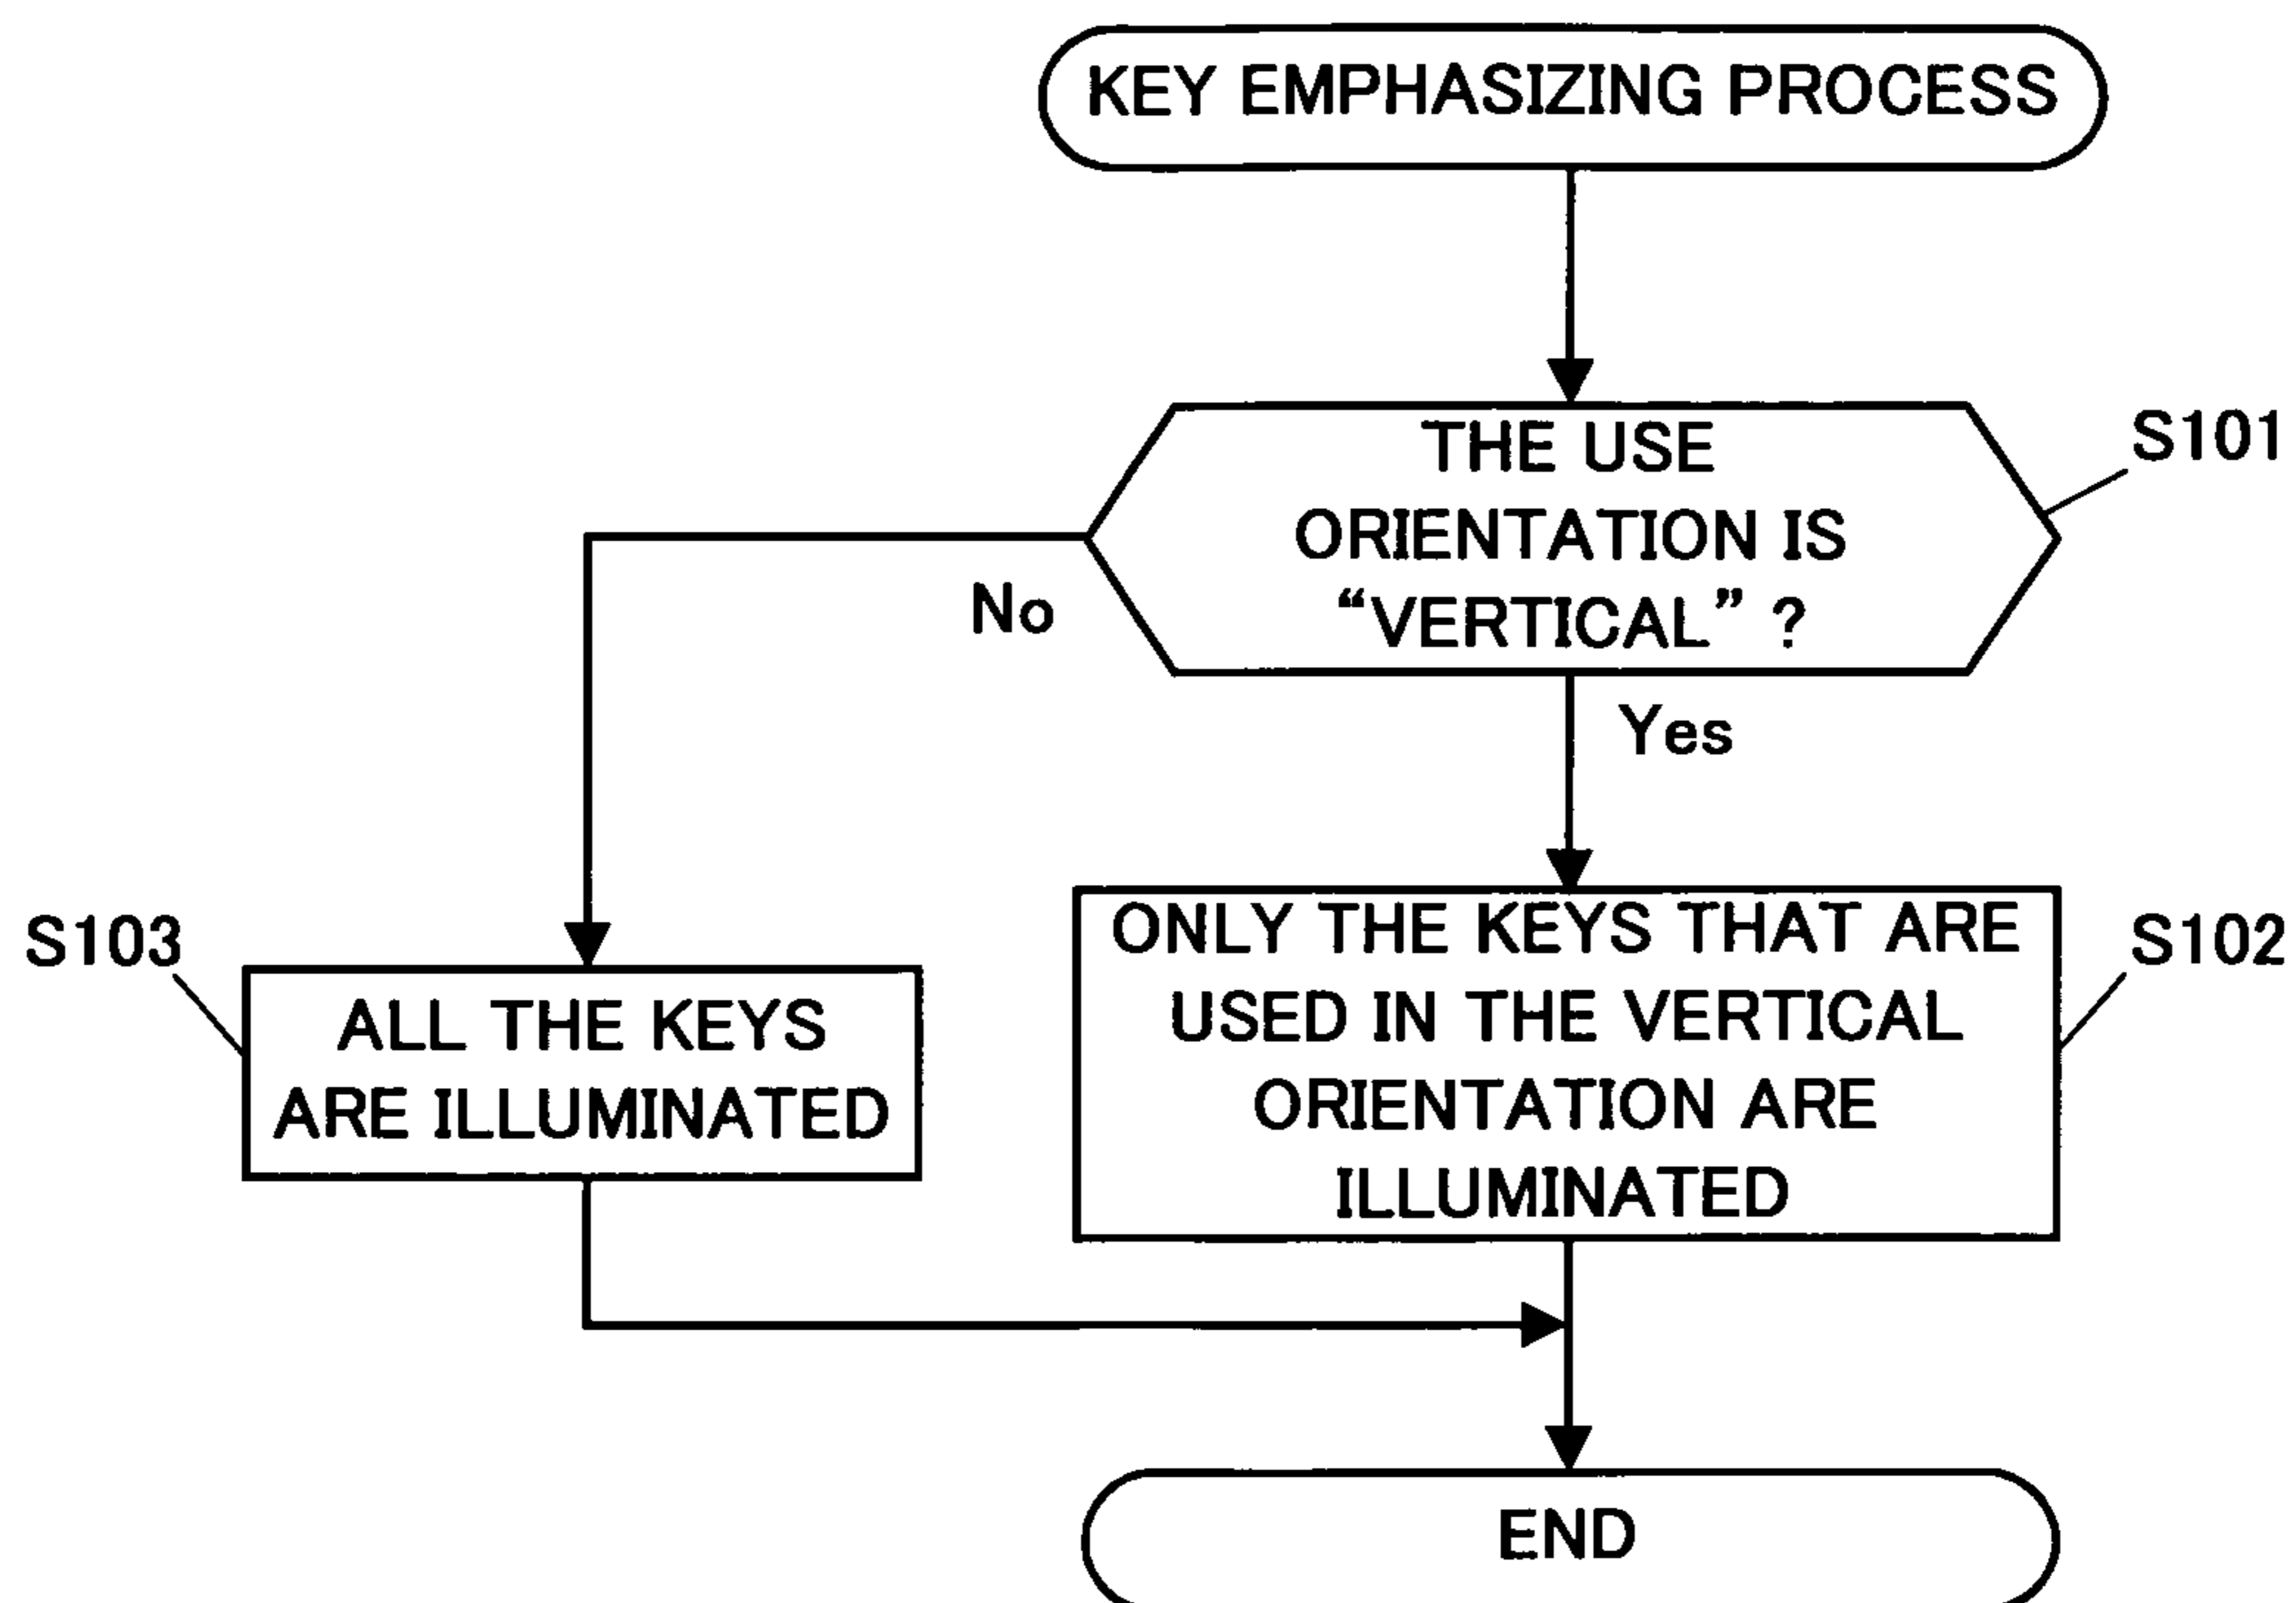 KEY EMPHASIZING PROCESS
THE USE
ORIENTATION IS
“VERTICAL” ?
S101
No
Yes
S103
ALL THE KEYS
ARE ILLUMINATED
ONLY THE KEYS THAT ARE
USED IN THE VERTICAL
ORIENTATION ARE
ILLUMINATED
S102
END